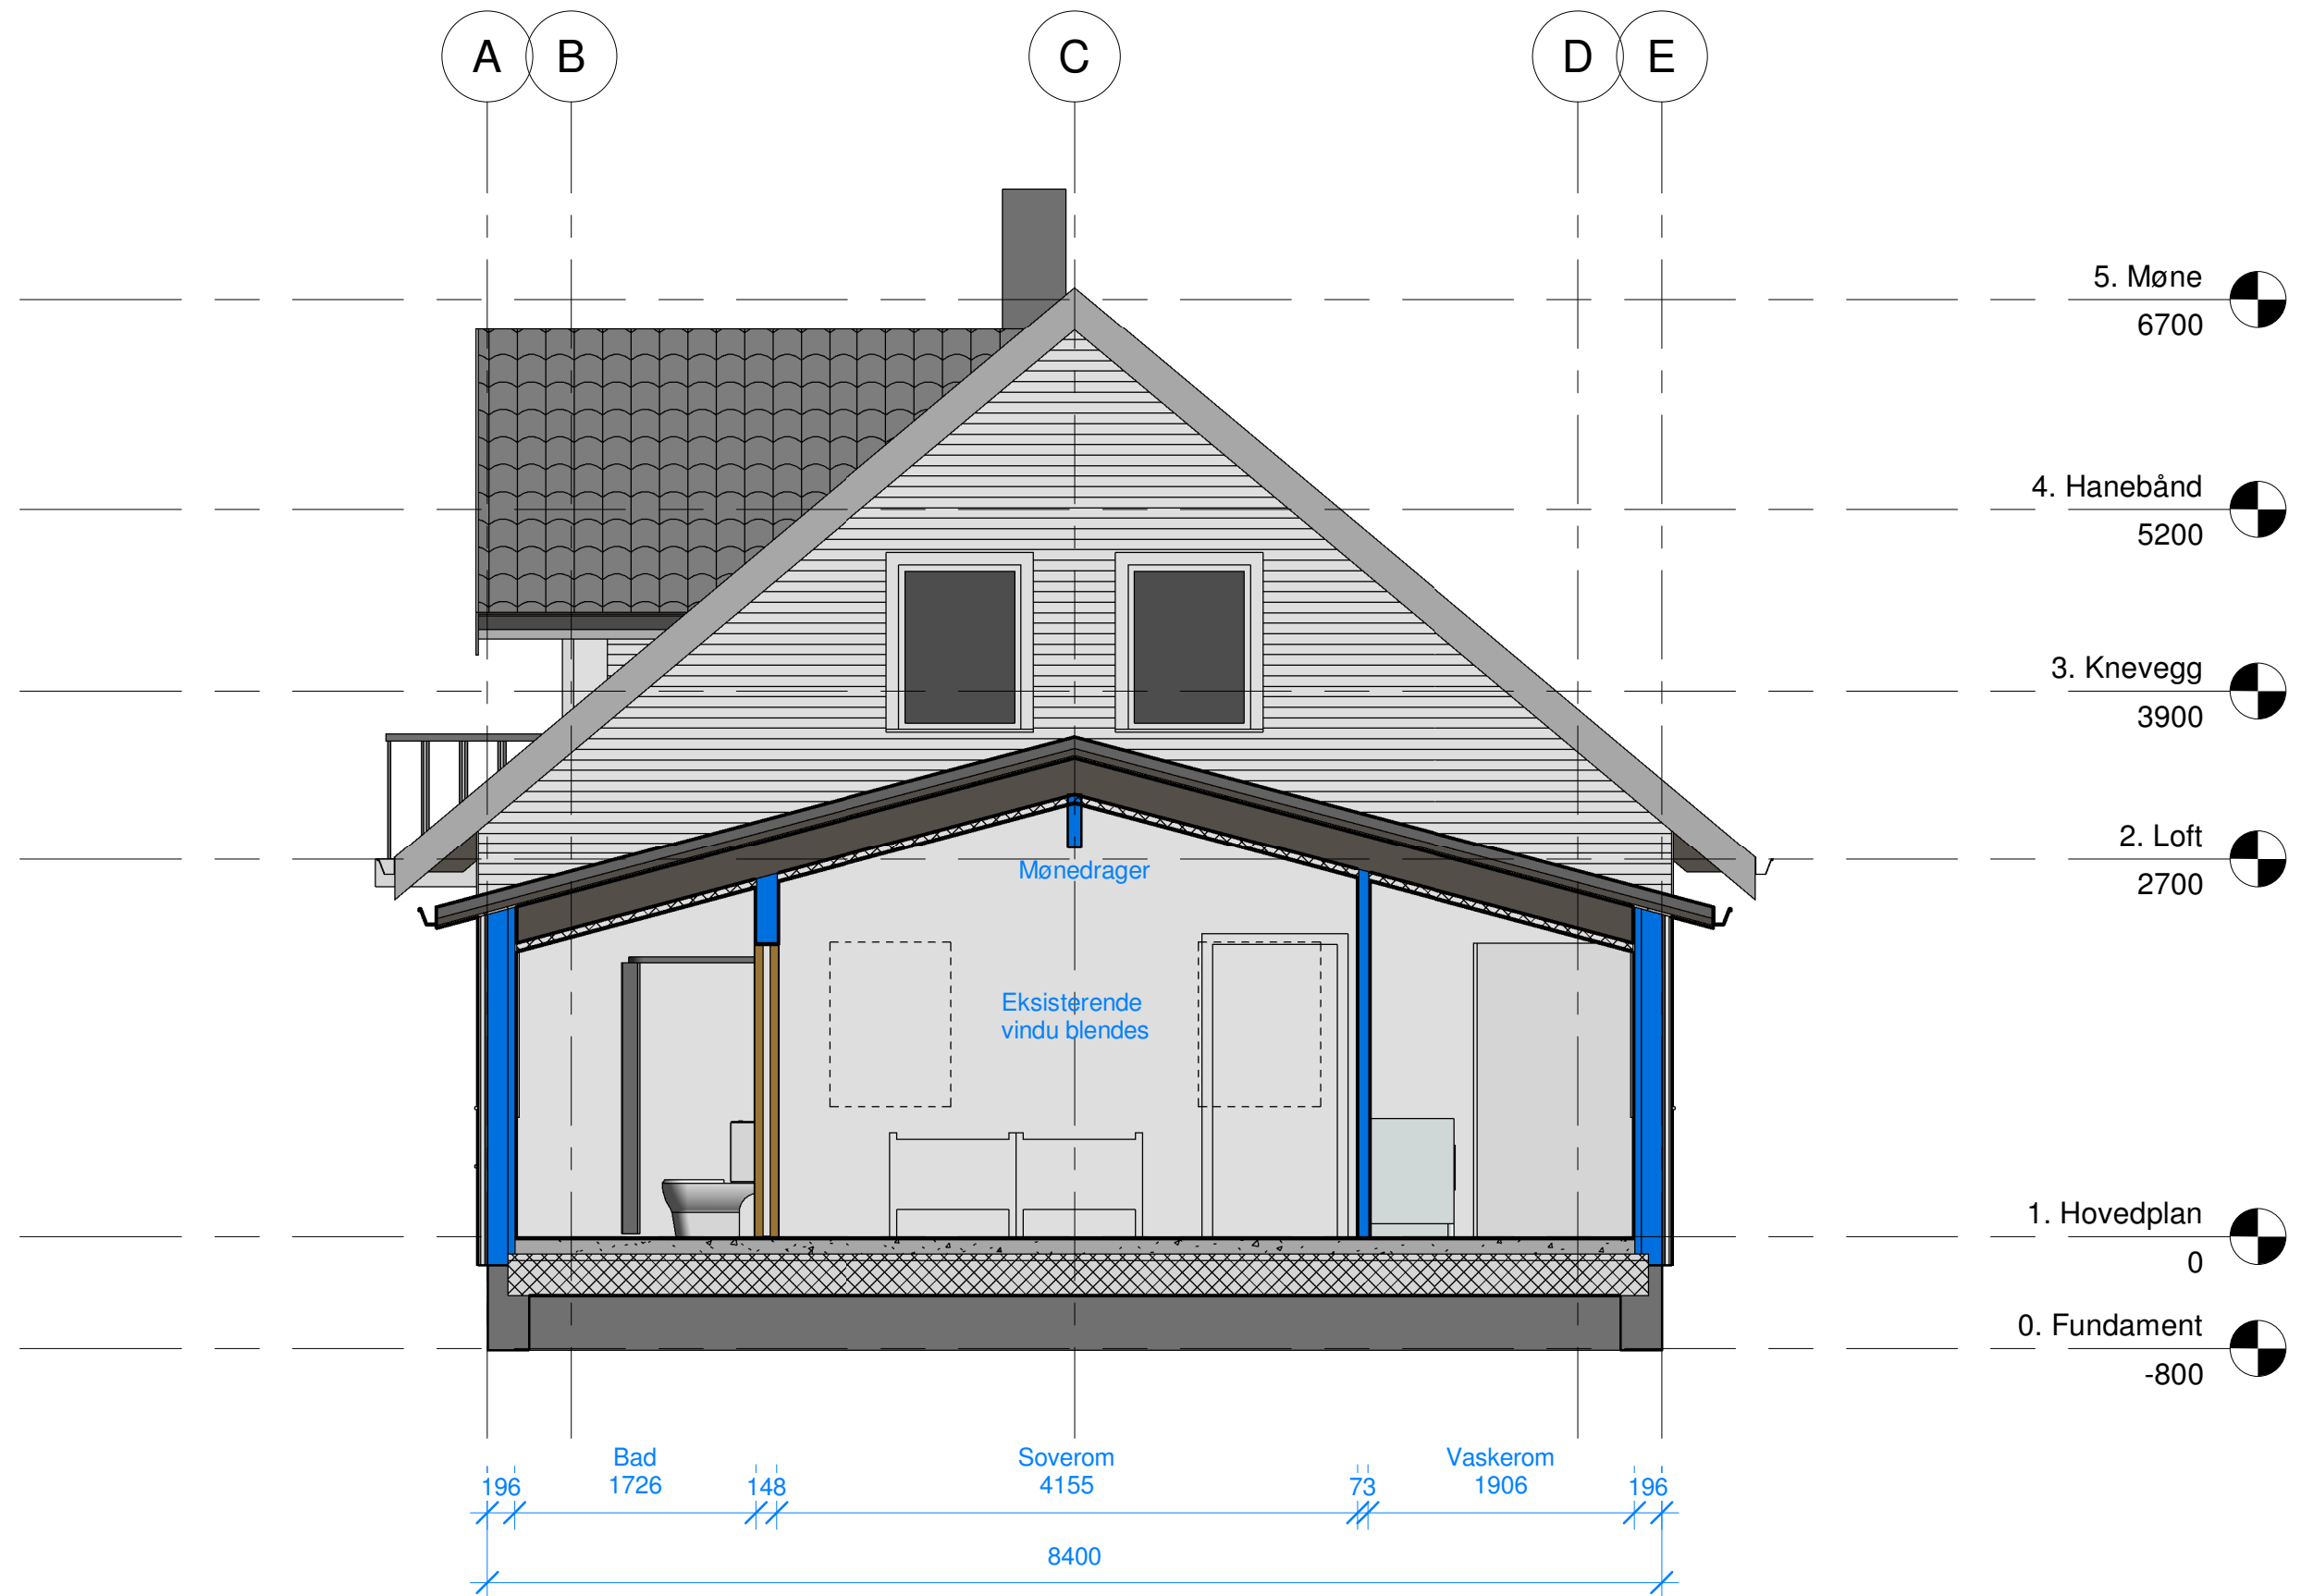 A B C D E
5. Møne
6700
4. Hanebånd
5200
3. Knevegg
3900
2. Loft
2700
Mønedrager
Eksisterende
vindu blendes
1. Hovedplan
0
0. Fundament
-800
Bad Soverom Vaskerom
196 1726 148 4155 73 1906 196
8400